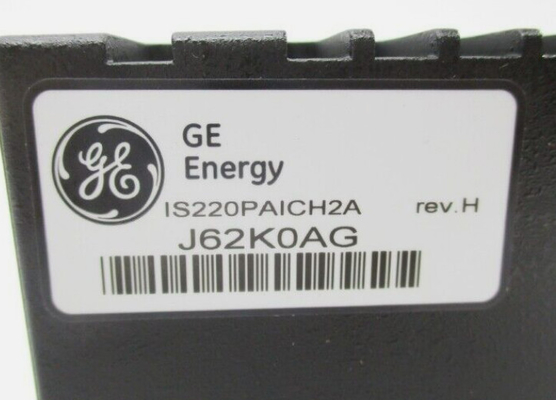 GE
GE
Energy
IS220PAICH2A rev.H
J62K0AG